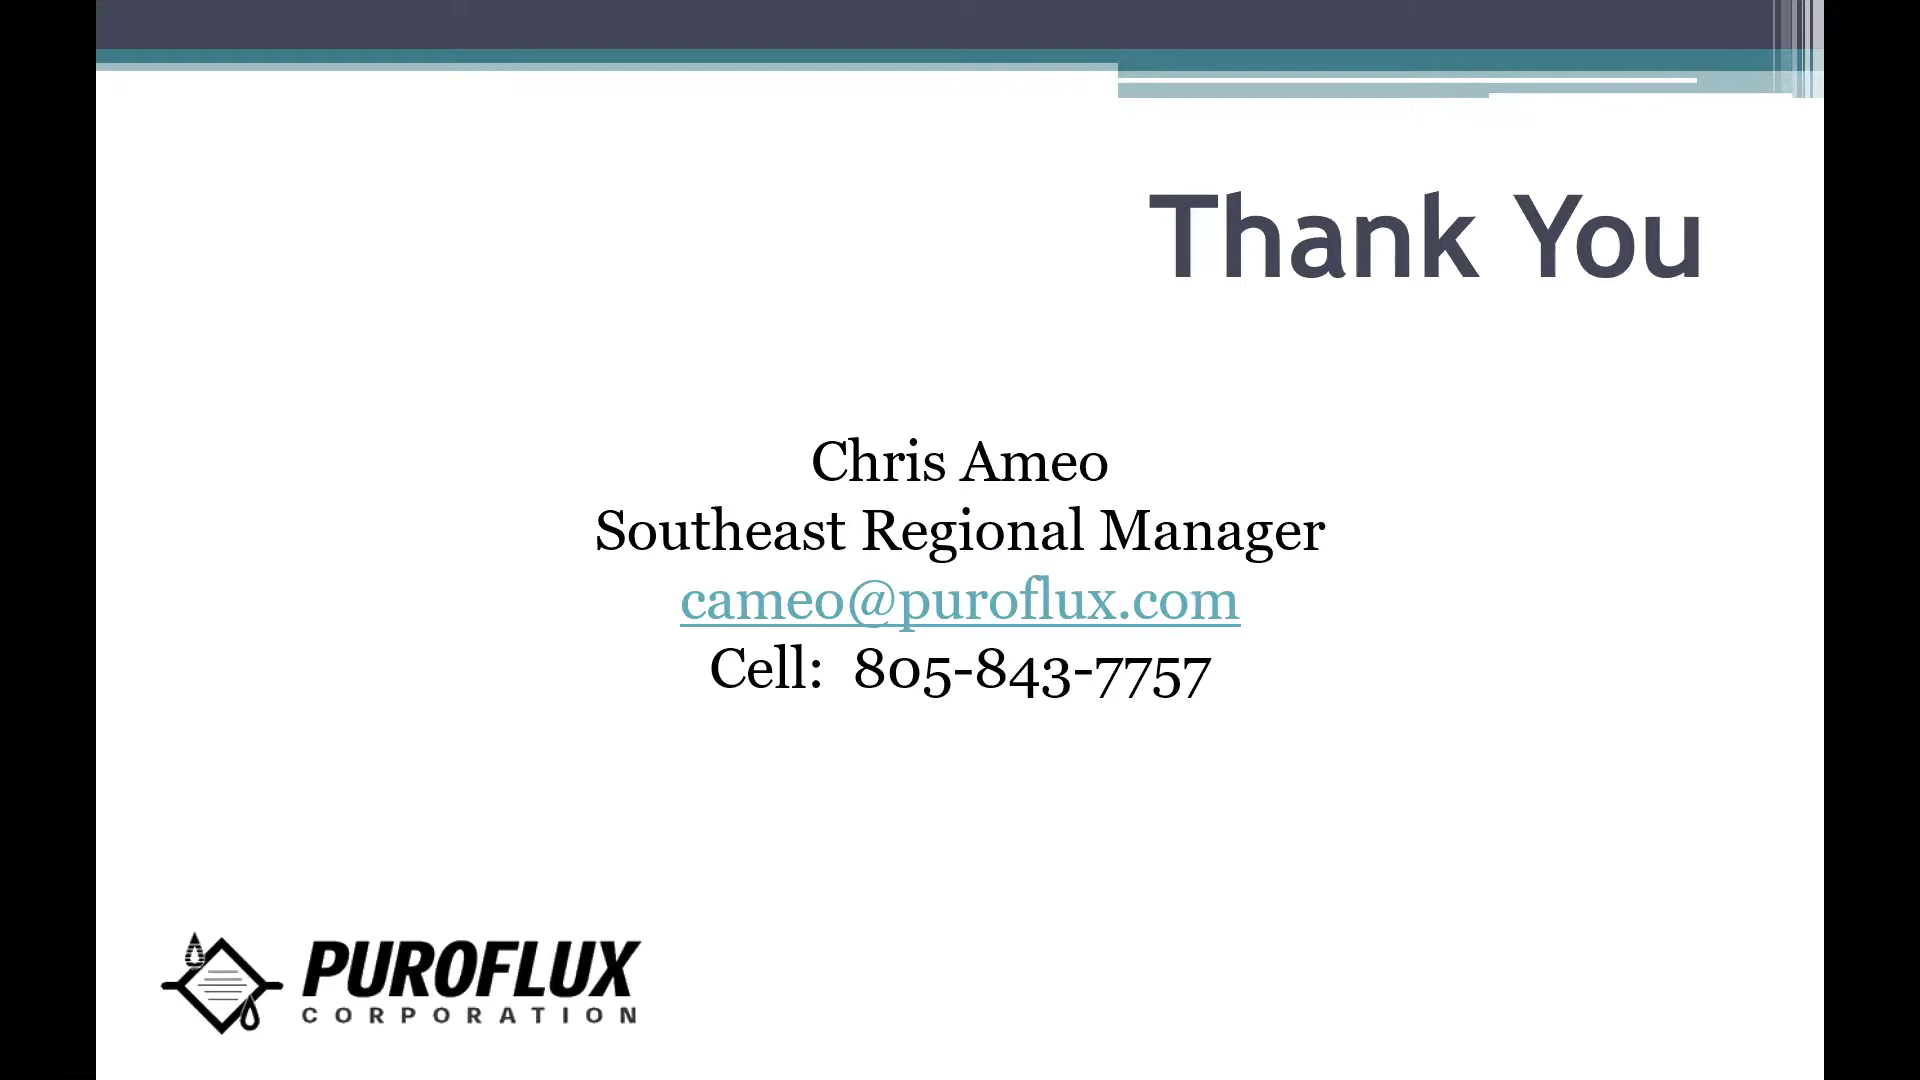 Thank You
Chris Ameo
Southeast Regional Manager
cameo@puroflux.com
Cell:  805-843-7757
PUROFLUX
CORPORATION